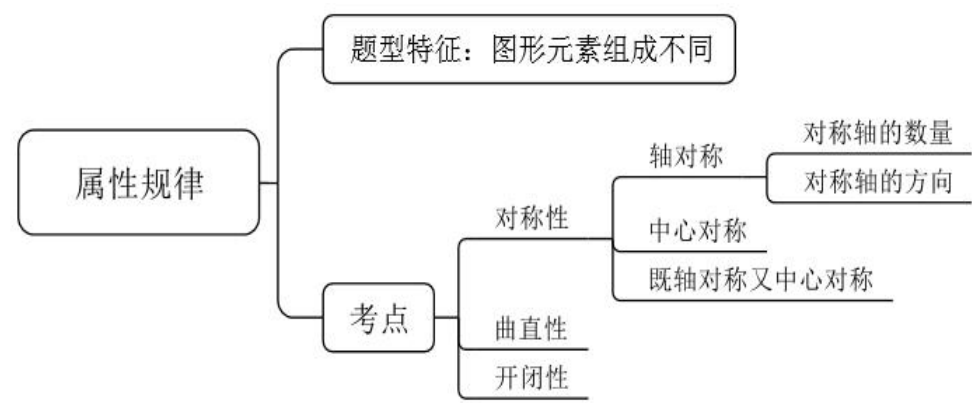 属性规律
题型特征：图形元素组成不同
考点
对称性
轴对称
对称轴的数量
对称轴的方向
中心对称
既轴对称又中心对称
曲直性
开闭性